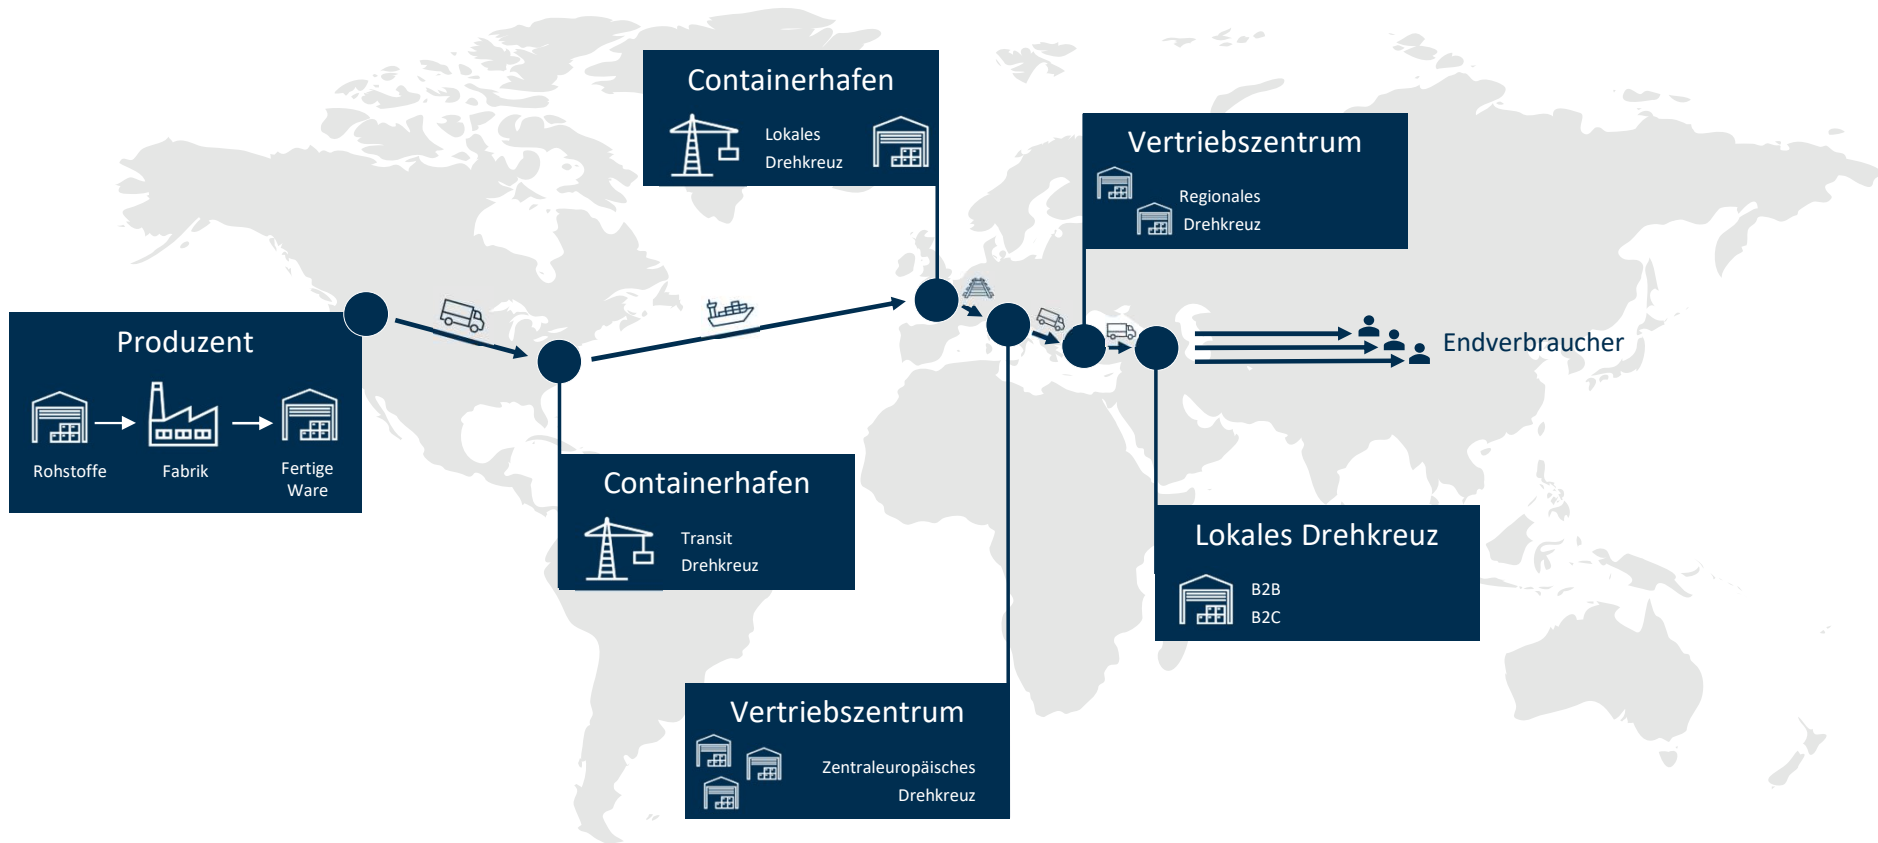 Containerhafen
Lokales
Drehkreuz
Vertriebszentrum
Regionales
Drehkreuz
Produzent
Rohstoffe
Fabrik
Fertige
Ware
Endverbraucher
Containerhafen
Transit
Drehkreuz
Lokales Drehkreuz
B2B
B2C
Vertriebszentrum
Zentraleuropäisches
Drehkreuz